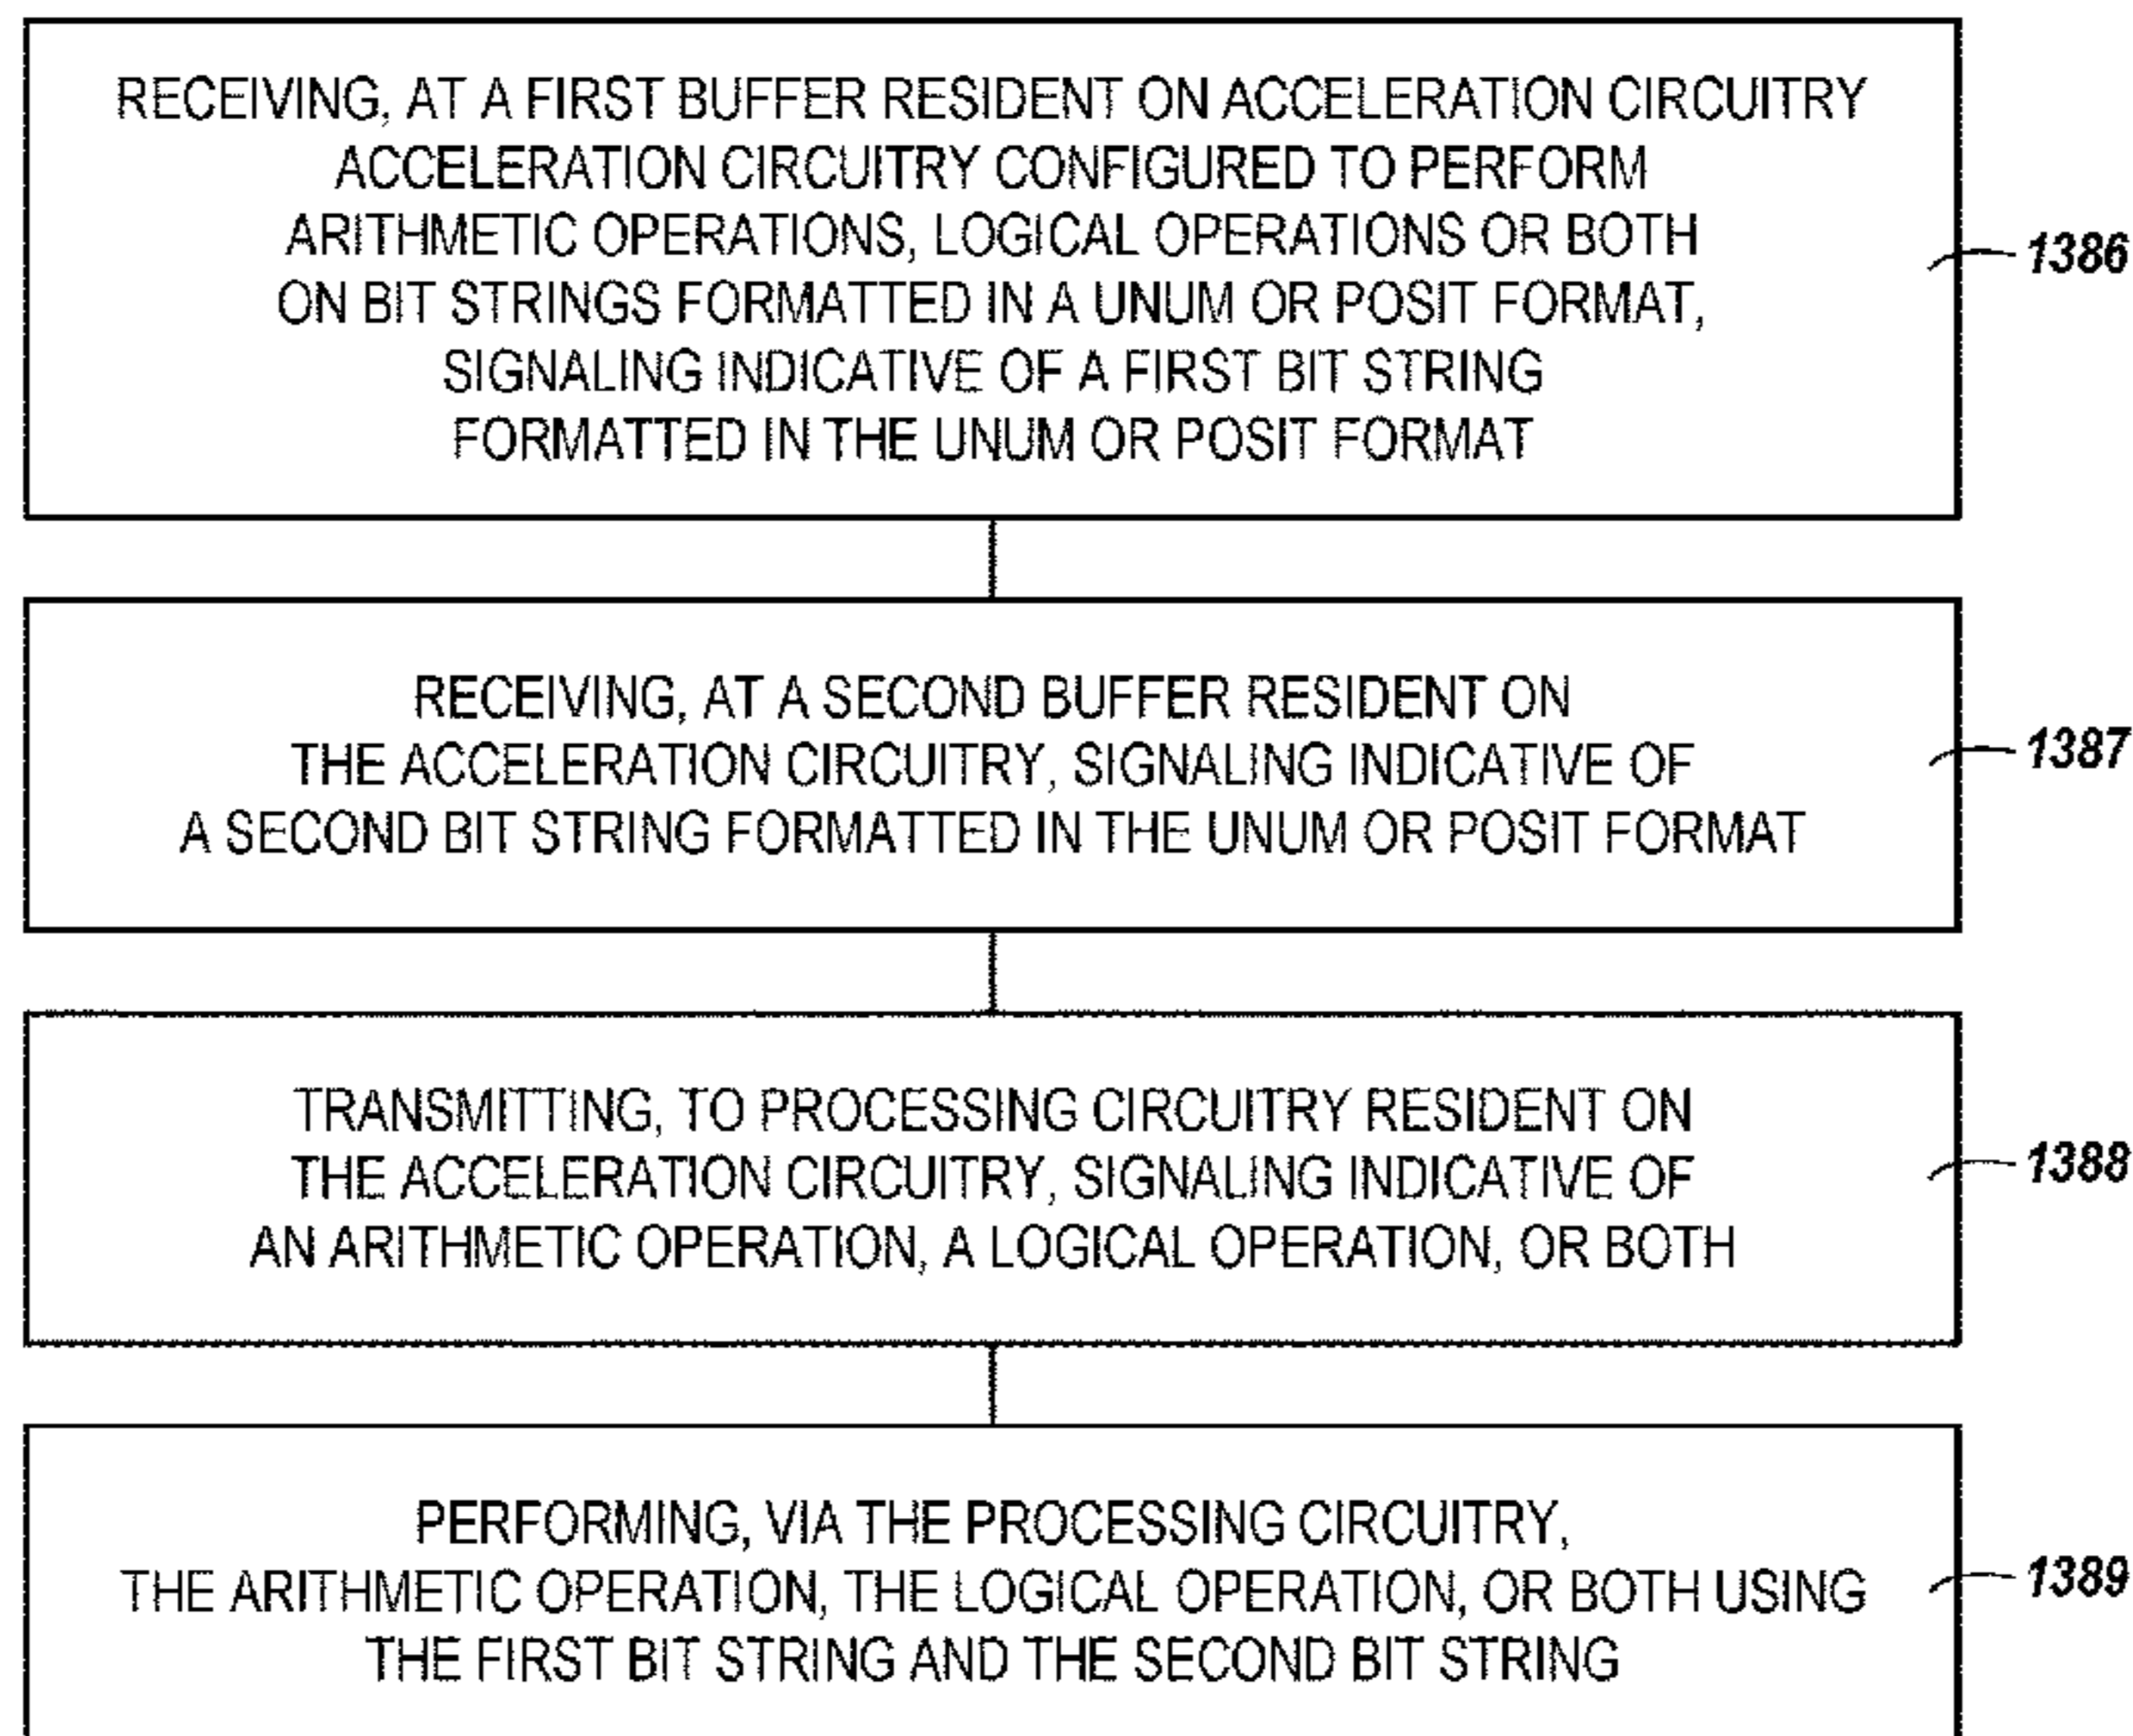 RECEIVING, AT A FIRST BUFFER RESIDENT ON ACCELERATION CIRCUITRY
ACCELERATION CIRCUITRY CONFIGURED TO PERFORM
ARITHMETIC OPERATIONS, LOGICAL OPERATIONS OR BOTH
ON BIT STRINGS FORMATTED IN A UNUM OR POSIT FORMAT,
SIGNALING INDICATIVE OF A FIRST BIT STRING
FORMATTED IN THE UNUM OR POSIT FORMAT
1386
RECEIVING, AT A SECOND BUFFER RESIDENT ON
THE ACCELERATION CIRCUITRY, SIGNALING INDICATIVE OF
A SECOND BIT STRING FORMATTED IN THE UNUM OR POSIT FORMAT
1387
TRANSMITTING, TO PROCESSING CIRCUITRY RESIDENT ON
THE ACCELERATION CIRCUITRY, SIGNALING INDICATIVE OF
AN ARITHMETIC OPERATION, A LOGICAL OPERATION, OR BOTH
1388
PERFORMING, VIA THE PROCESSING CIRCUITRY,
THE ARITHMETIC OPERATION, THE LOGICAL OPERATION, OR BOTH USING
THE FIRST BIT STRING AND THE SECOND BIT STRING
1389